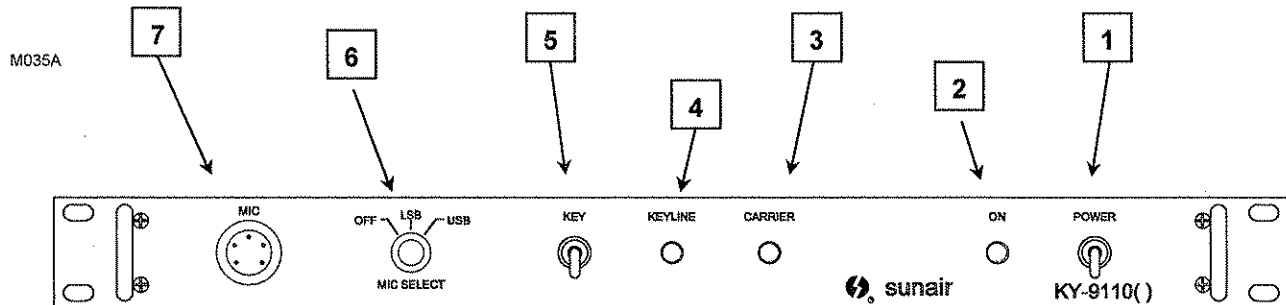 7
5
3
1
M035A
6
2
4
MIC
OFF LSB USB
KEY
KEYLINE
CARRIER
ON
POWER
MIC SELECT
sunair
KY-9110( )